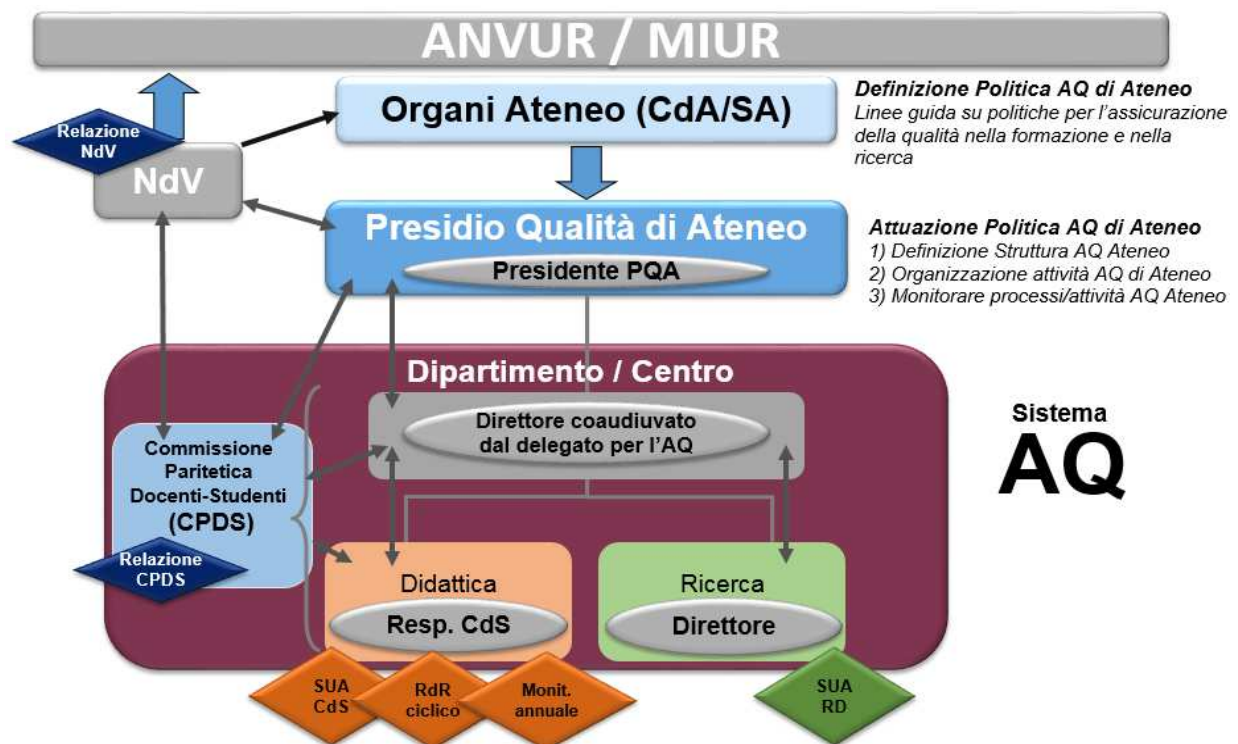 ANVUR / MIUR
Organi Ateneo (CdA/SA)
Definizione Politica AQ di Ateneo
Linee guida su politiche per l'assicurazione
della qualità nella formazione e nella
ricerca
Relazione
NdV
NdV
Presidio Qualità di Ateneo
Presidente PQA
Attuazione Politica AQ di Ateneo
1) Definizione Struttura AQ Ateneo
2) Organizzazione attività AQ di Ateneo
3) Monitorare processi/attività AQ Ateneo
Dipartimento / Centro
Direttore coaudiuvato
dal delegato per l'AQ
Commissione
Paritetica
Docenti-Studenti
(CPDS)
Relazione
CPDS
Sistema
AQ
Didattica
Resp. CdS
Ricerca
Direttore
SUA
CdS
RdR
ciclico
Monit.
annuale
SUA
RD